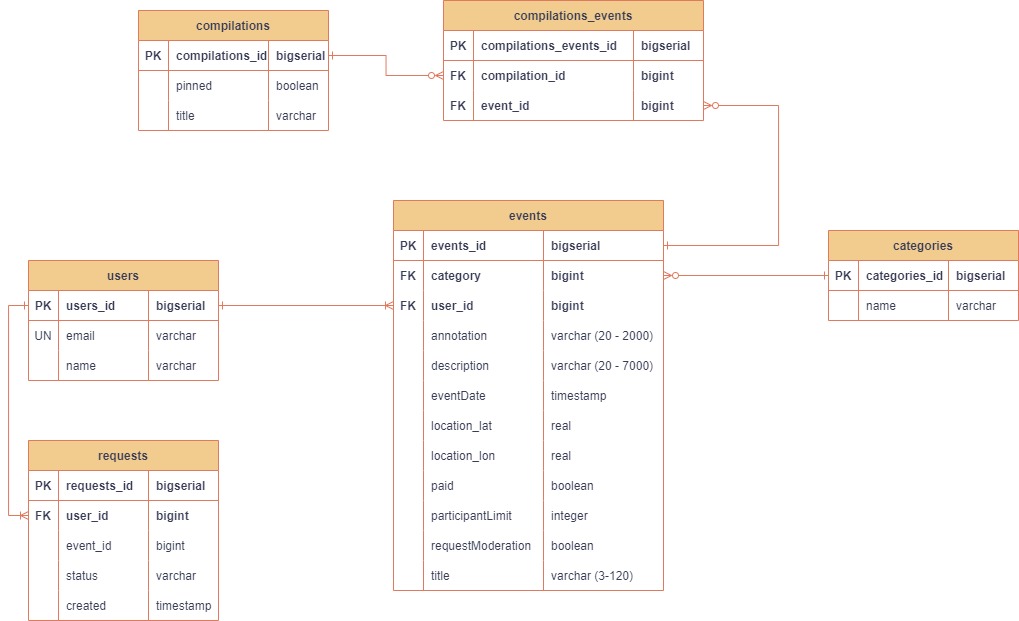 compilations
PK compilations_id bigserial
pinned boolean
title varchar
compilations_events
PK compilations_events_id bigserial
FK compilation_id bigint
FK event_id bigint
events
PK events_id bigserial
FK category bigint
FK user_id bigint
annotation varchar (20 - 2000)
description varchar (20 - 7000)
eventDate timestamp
location_lat real
location_lon real
paid boolean
participantLimit integer
requestModeration boolean
title varchar (3-120)
categories
PK categories_id bigserial
name varchar
users
PK users_id bigserial
UN email varchar
name varchar
requests
PK requests_id bigserial
FK user_id bigint
event_id bigint
status varchar
created timestamp